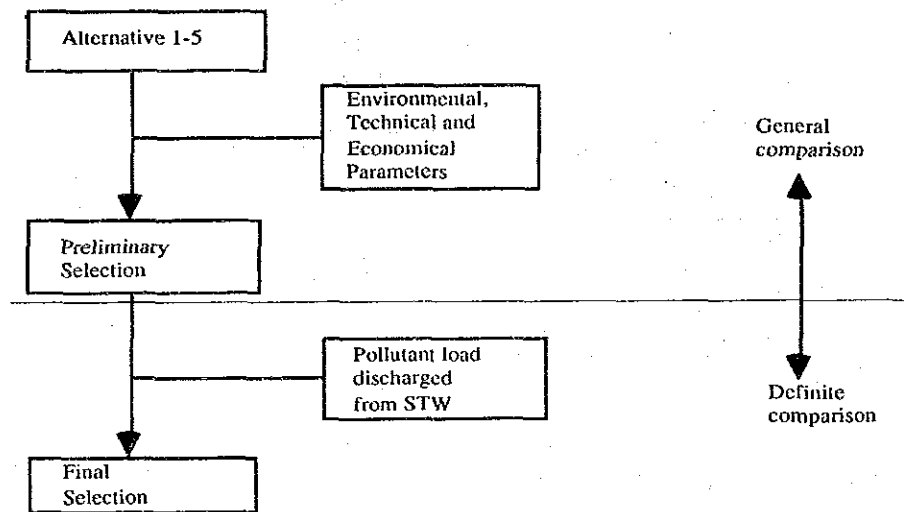 Alternative 1-5
Environmental,
Technical and
Economical
Parameters
General
comparison
Preliminary
Selection
Pollutant load
discharged
from STW
Definite
comparison
Final
Selection